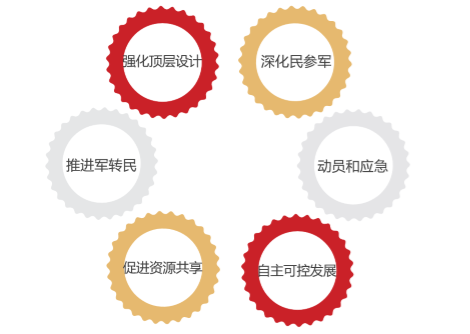 强化顶层设计
深化民参军
推进军转民
动员和应急
促进资源共享
自主可控发展